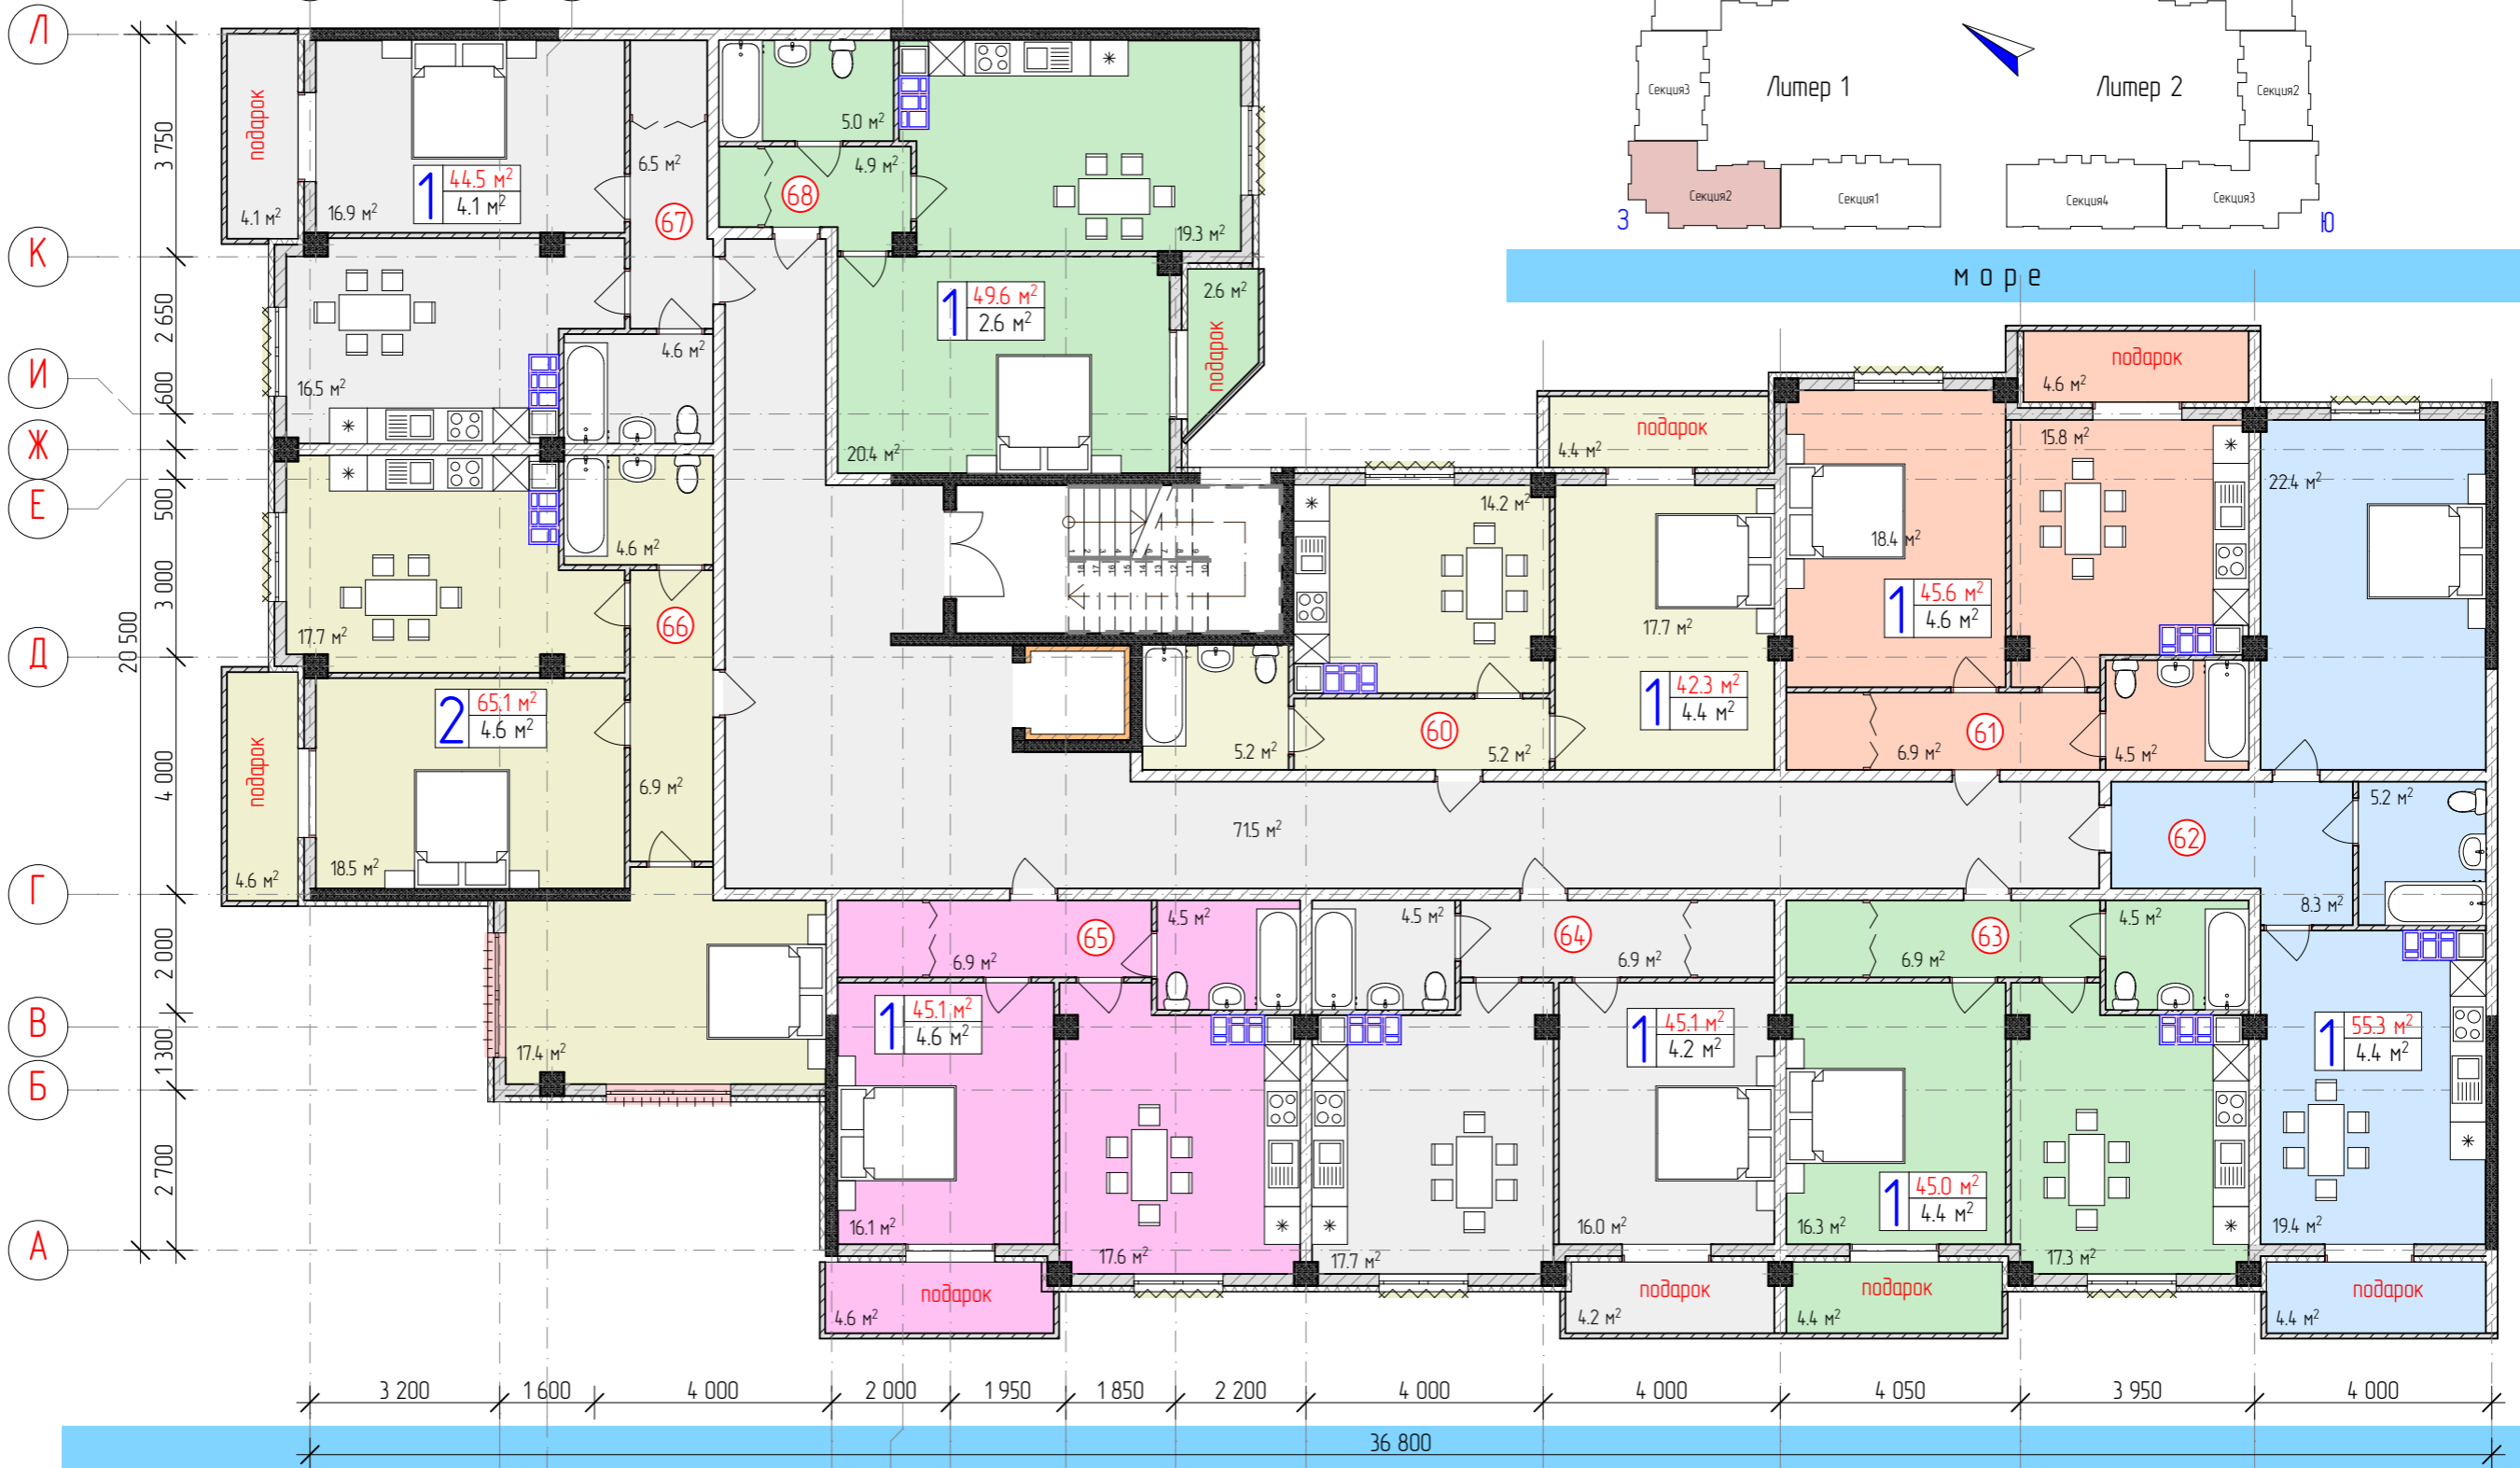 Л
К
И
Ж
Е
Д
Г
В
Б
А
3 750
2 650
600
500
3 000
4 000
2 000
1 300
2 700
20 500
подарок
4.1 м²
16.9 м²
1
44.5 м²
4.1 м²
6.5 м²
67
16.5 м²
4.6 м²
5.0 м²
4.9 м²
68
19.3 м²
1
49.6 м²
2.6 м²
20.4 м²
2.6 м²
подарок
Секция3
Литер 1
Литер 2
Секция2
Секция2
Секция1
Секция4
Секция3
З
Ю
море
17.7 м²
4.6 м²
66
2
65.1 м²
4.6 м²
подарок
4.6 м²
18.5 м²
6.9 м²
17.4 м²
подарок
4.4 м²
14.2 м²
17.7 м²
1
42.3 м²
4.4 м²
60
5.2 м²
5.2 м²
подарок
4.6 м²
15.8 м²
18.4 м²
1
45.6 м²
4.6 м²
61
6.9 м²
4.5 м²
22.4 м²
5.2 м²
62
8.3 м²
1
55.3 м²
4.4 м²
19.4 м²
подарок
4.4 м²
71.5 м²
65
6.9 м²
4.5 м²
1
45.1 м²
4.6 м²
16.1 м²
17.6 м²
подарок
4.6 м²
4.5 м²
64
6.9 м²
1
45.1 м²
4.2 м²
16.0 м²
17.7 м²
подарок
4.2 м²
63
6.9 м²
4.5 м²
16.3 м²
1
45.0 м²
4.4 м²
17.3 м²
подарок
4.4 м²
3 200
1 600
4 000
2 000
1 950
1 850
2 200
4 000
4 000
4 050
3 950
4 000
36 800